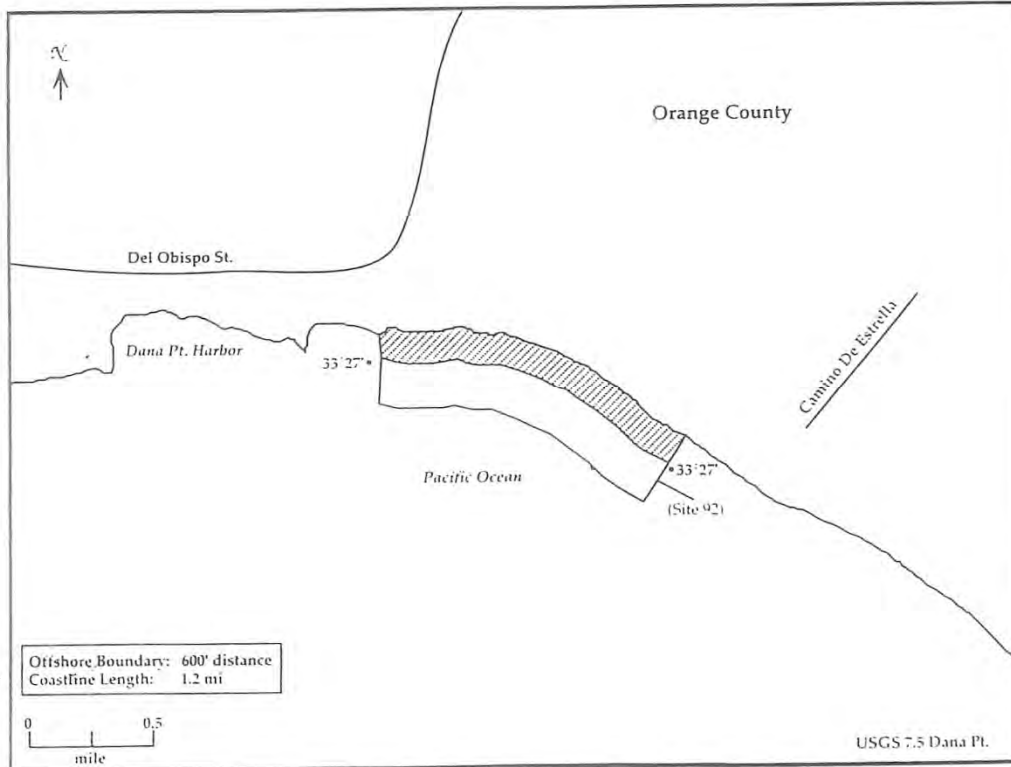 N
Orange County
Del Obispo St.
Dana Pt. Harbor
33°27'
Camino De Estrella
33°27'
Pacific Ocean
(Site 92)
Offshore Boundary: 600' distance
Coastline Length: 1.2 mi
0 0.5
mile
USGS 7.5 Dana Pt.